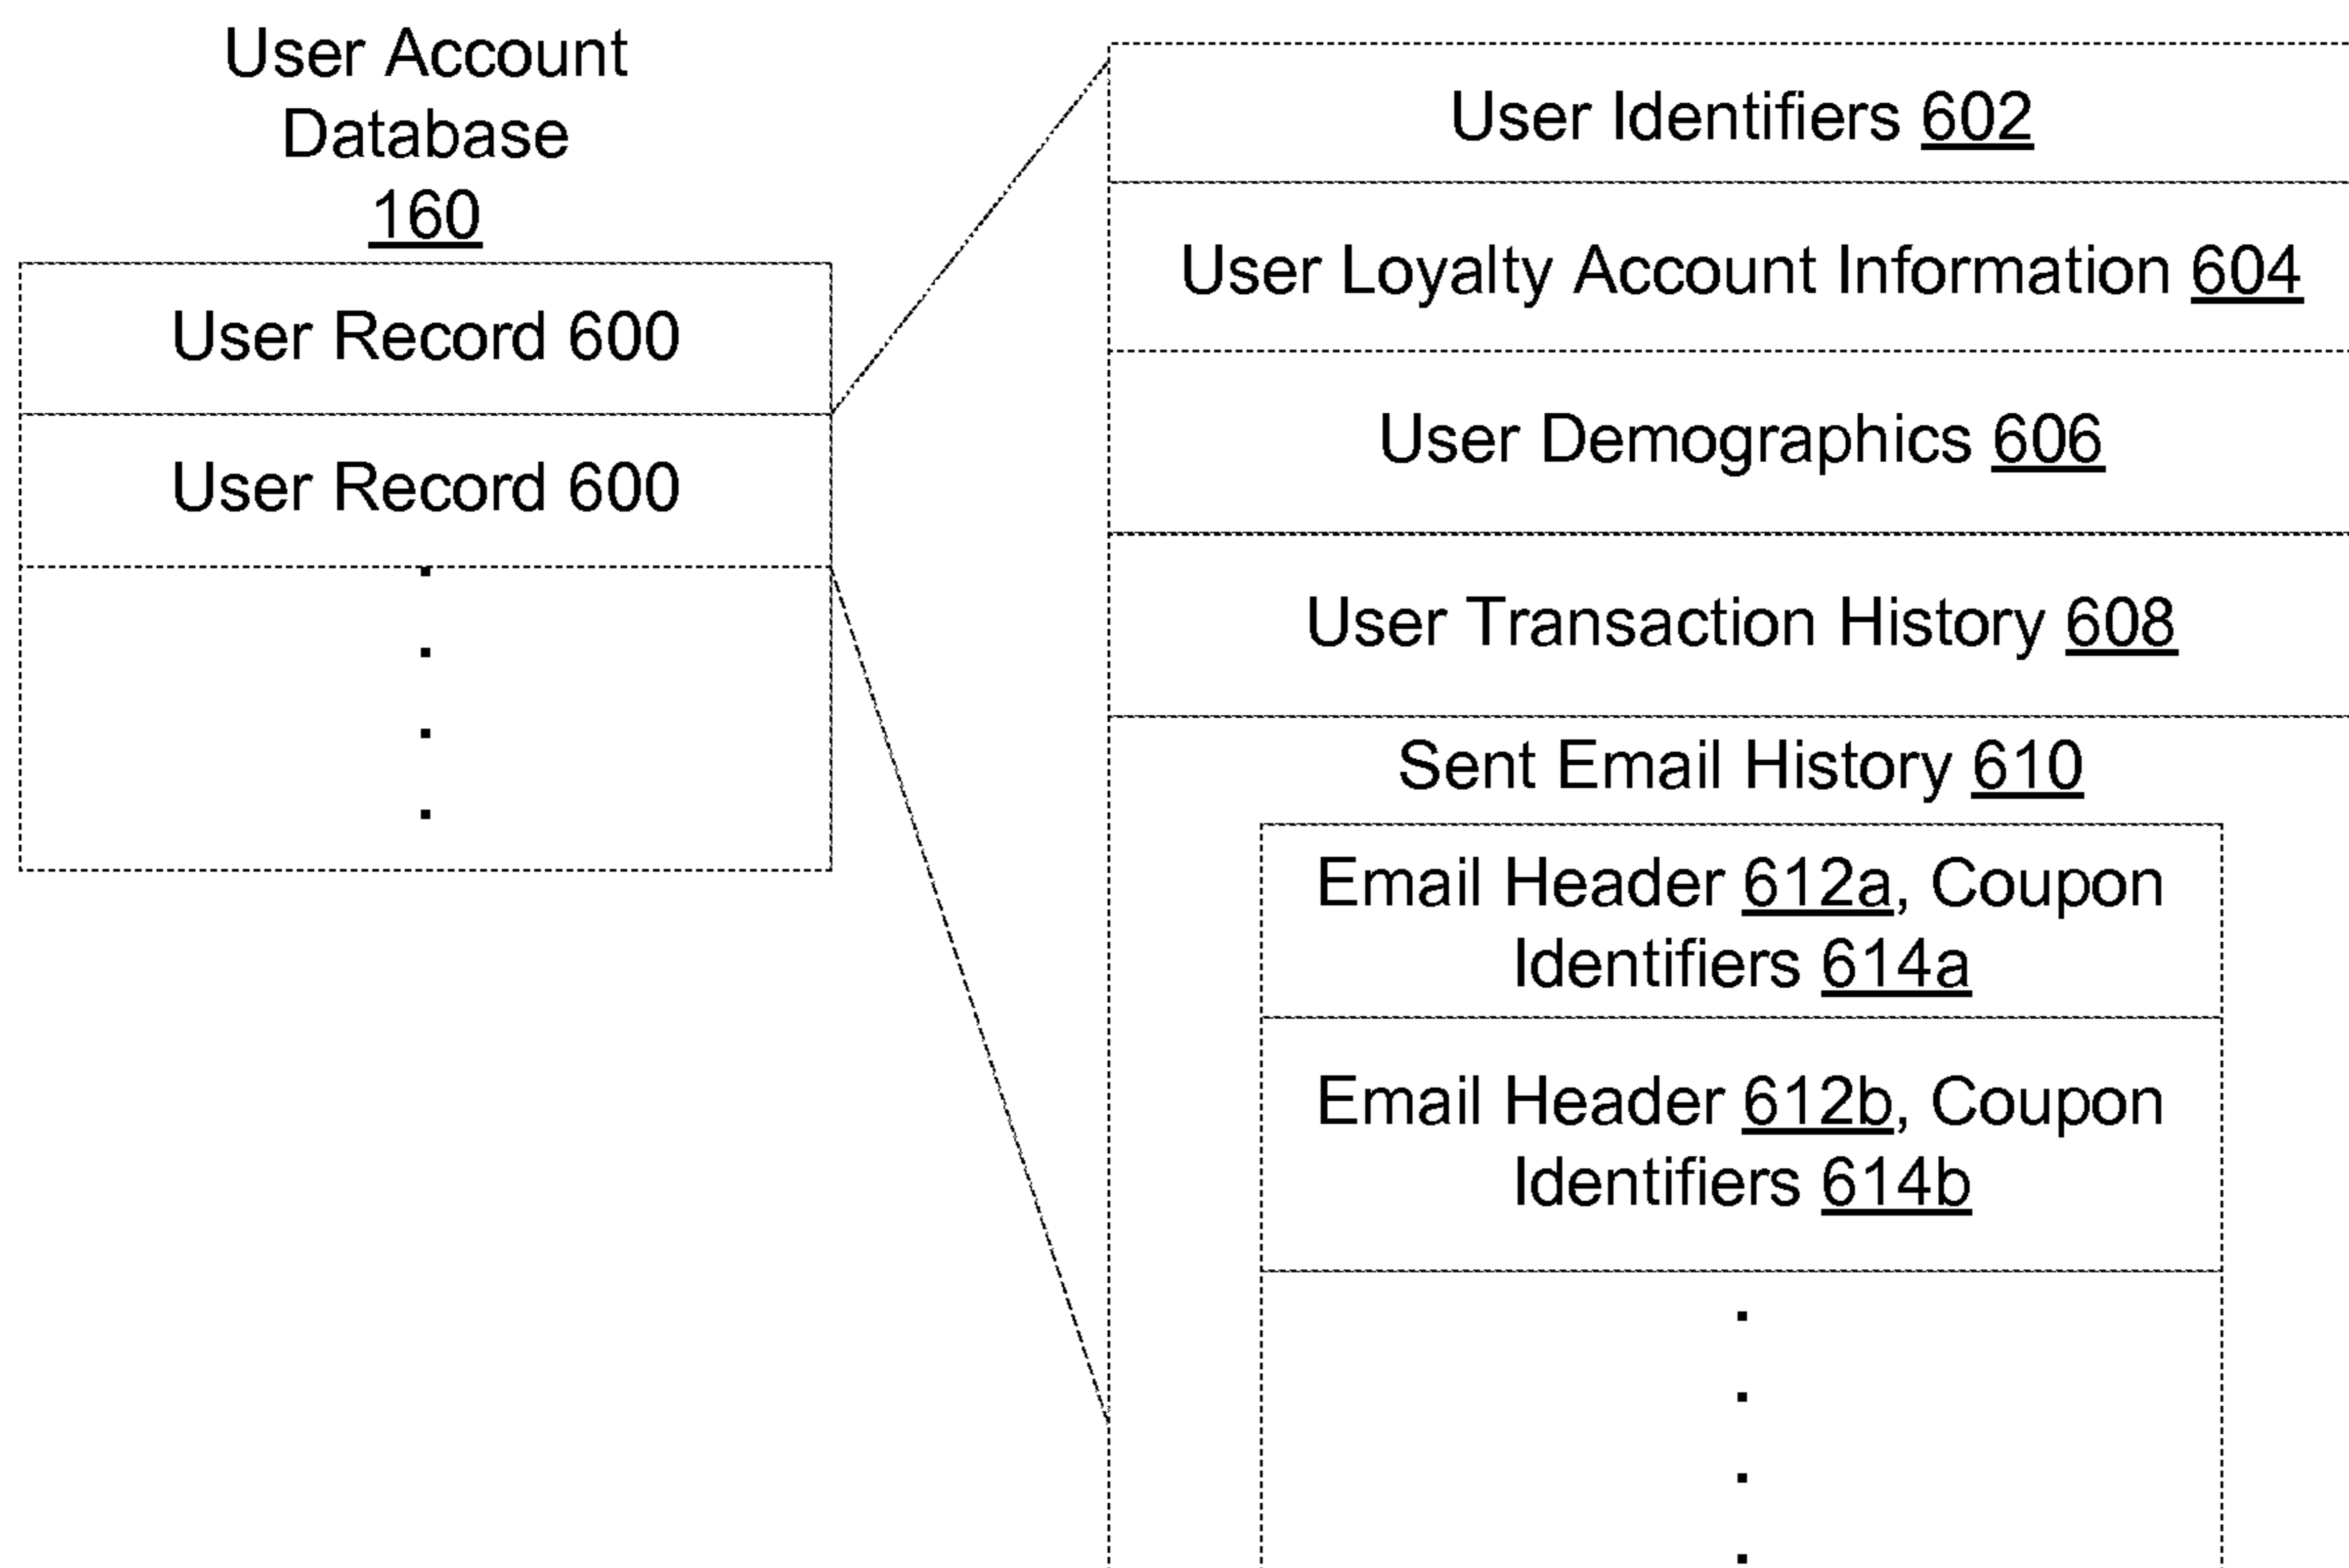 User Account
Database
160
User Record 600
User Record 600
User Identifiers 602
User Loyalty Account Information 604
User Demographics 606
User Transaction History 608
Sent Email History 610
Email Header 612a, Coupon
Identifiers 614a
Email Header 612b, Coupon
Identifiers 614b